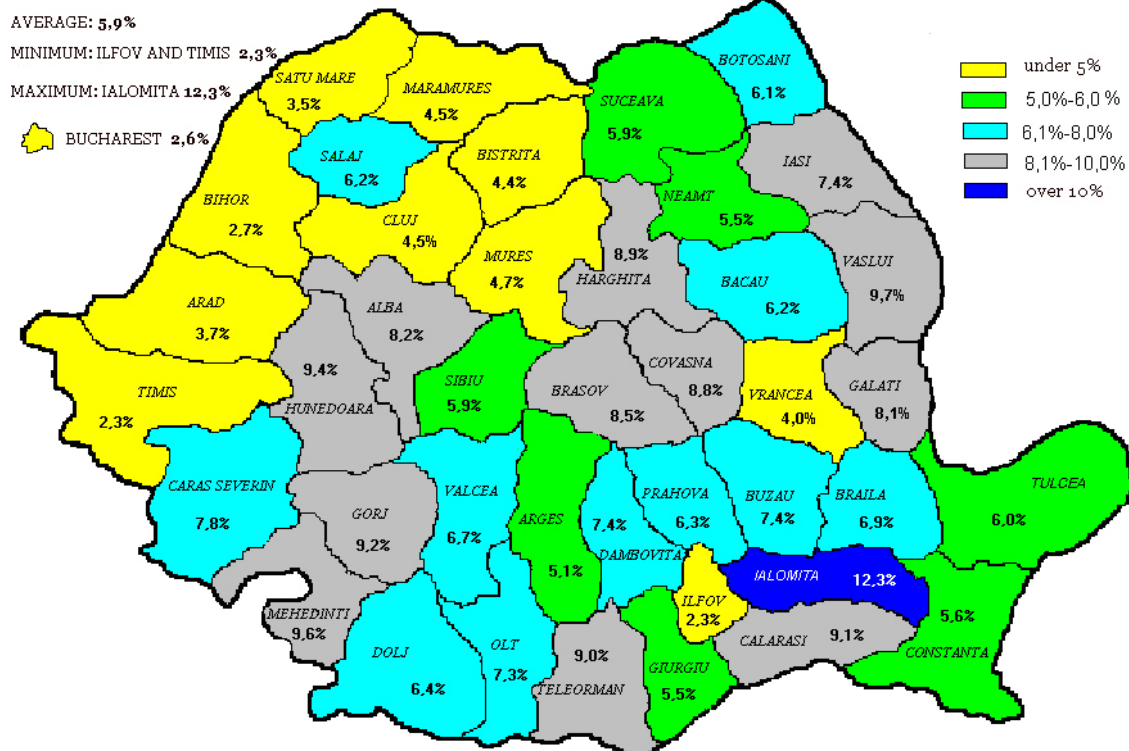 AVERAGE: 5,9%
MINIMUM: ILFOV AND TIMIS 2,3%
MAXIMUM: IALOMITA 12,3%
BUCHAREST 2,6%
under 5%
5,0%-6,0%
6,1%-8,0%
8,1%-10,0%
over 10%
SATU MARE
3,5%
MARAMURES
4,5%
SUCEAVA
5,9%
BOTOSANI
6,1%
SALAJ
6,2%
BISTRITA
4,4%
IASI
7,4%
NEAMT
5,5%
BIHOR
2,7%
CLUJ
4,5%
MURES
4,7%
8,9%
HARGHITA
BACAU
6,2%
VASLUI
9,7%
ARAD
3,7%
ALBA
8,2%
9,4%
HUNEDOARA
TIMIS
2,3%
SIBIU
5,9%
BRASOV
8,5%
COVASNA
8,8%
VRANCEA
4,0%
GALATI
8,1%
CARAS SEVERIN
7,8%
GORJ
9,2%
VALCEA
6,7%
ARGES
5,1%
7,4%
DAMBOVITA
PRAHOVA
6,3%
BUZAU
7,4%
BRAILA
6,9%
TULCEA
6,0%
IALOMITA 12,3%
ILFOV
2,3%
MEHEDINTI
9,6%
DOLJ
6,4%
OLT
7,3%
9,0%
TELEORMAN
GIURGIU
5,5%
CALARASI
9,1%
5,6%
CONSTANTA